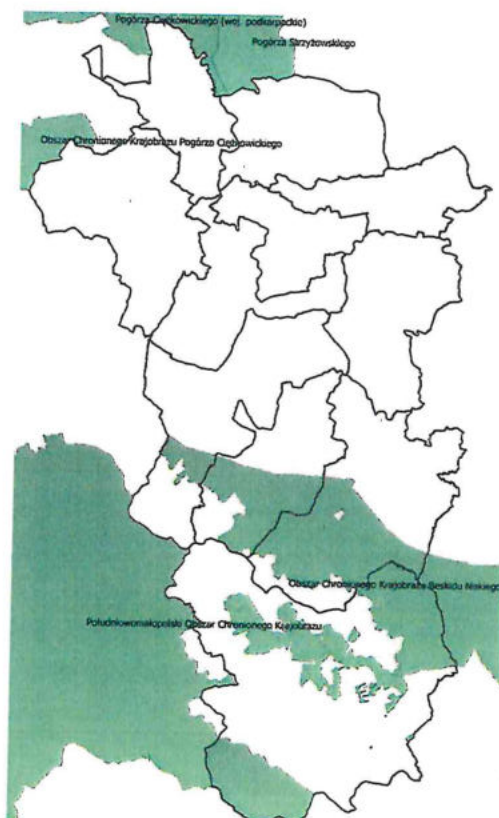 Pogórza Ciężkowickiego (woj. podkarpackie)
Pogórza Strzyżowskiego
Obszar Chronionego Krajobrazu Pogórza Ciężkowickiego
Obszar Chronionego Krajobrazu Beskidu Niskiego
Południowomałopolski Obszar Chronionego Krajobrazu